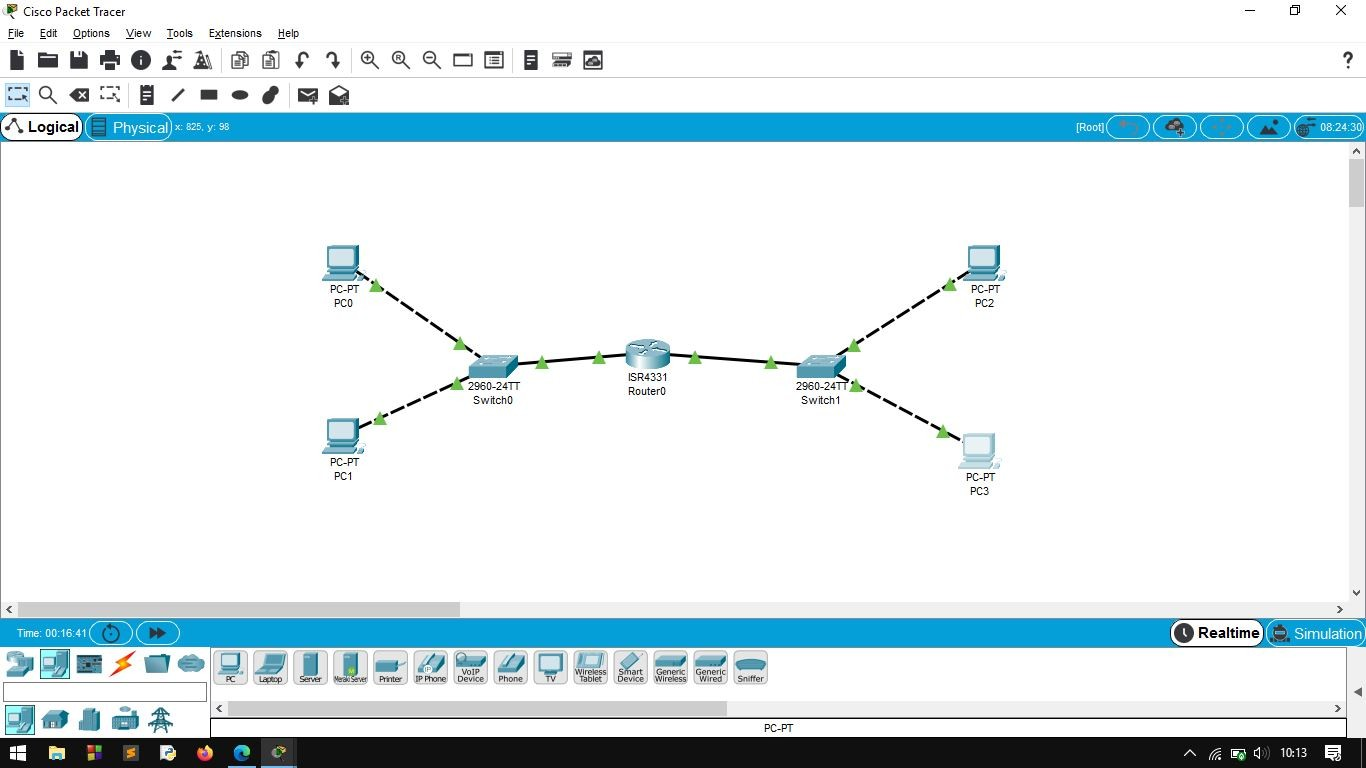 Cisco Packet Tracer
File Edit Options View Tools Extensions Help
?
Logical Physical x: 825, y: 98 [Root] 08:24:30
PC-PT
PC0
PC-PT
PC2
2960-24TT
Switch0
ISR4331
Router0
2960-24TT
Switch1
PC-PT
PC1
PC-PT
PC3
Time: 00:16:41 Realtime Simulation
PC Laptop Server Meraki Server Printer IP Phone VoIP Device Phone TV Wireless Tablet Smart Device Generic Wireless Generic Wired Sniffer
PC-PT
10:13